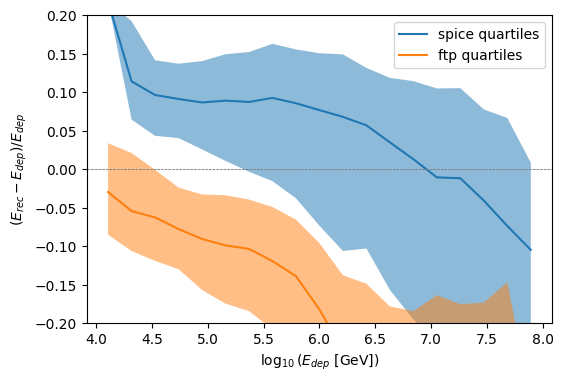 0.20
0.15
0.10
0.05
0.00
−0.05
−0.10
−0.15
−0.20
(E_rec − E_dep)/E_dep
spice quartiles
ftp quartiles
4.0 4.5 5.0 5.5 6.0 6.5 7.0 7.5 8.0
log₁₀ (E_dep [GeV])